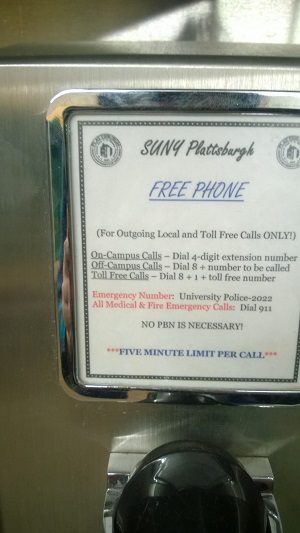 SUNY Plattsburgh
FREE PHONE
(For Outgoing Local and Toll Free Calls ONLY!)
On-Campus Calls – Dial 4-digit extension number
Off-Campus Calls – Dial 8 + number to be called
Toll Free Calls – Dial 8 + 1 + toll free number
Emergency Number: University Police-2022
All Medical & Fire Emergency Calls: Dial 911
NO PBN IS NECESSARY!
***FIVE MINUTE LIMIT PER CALL***